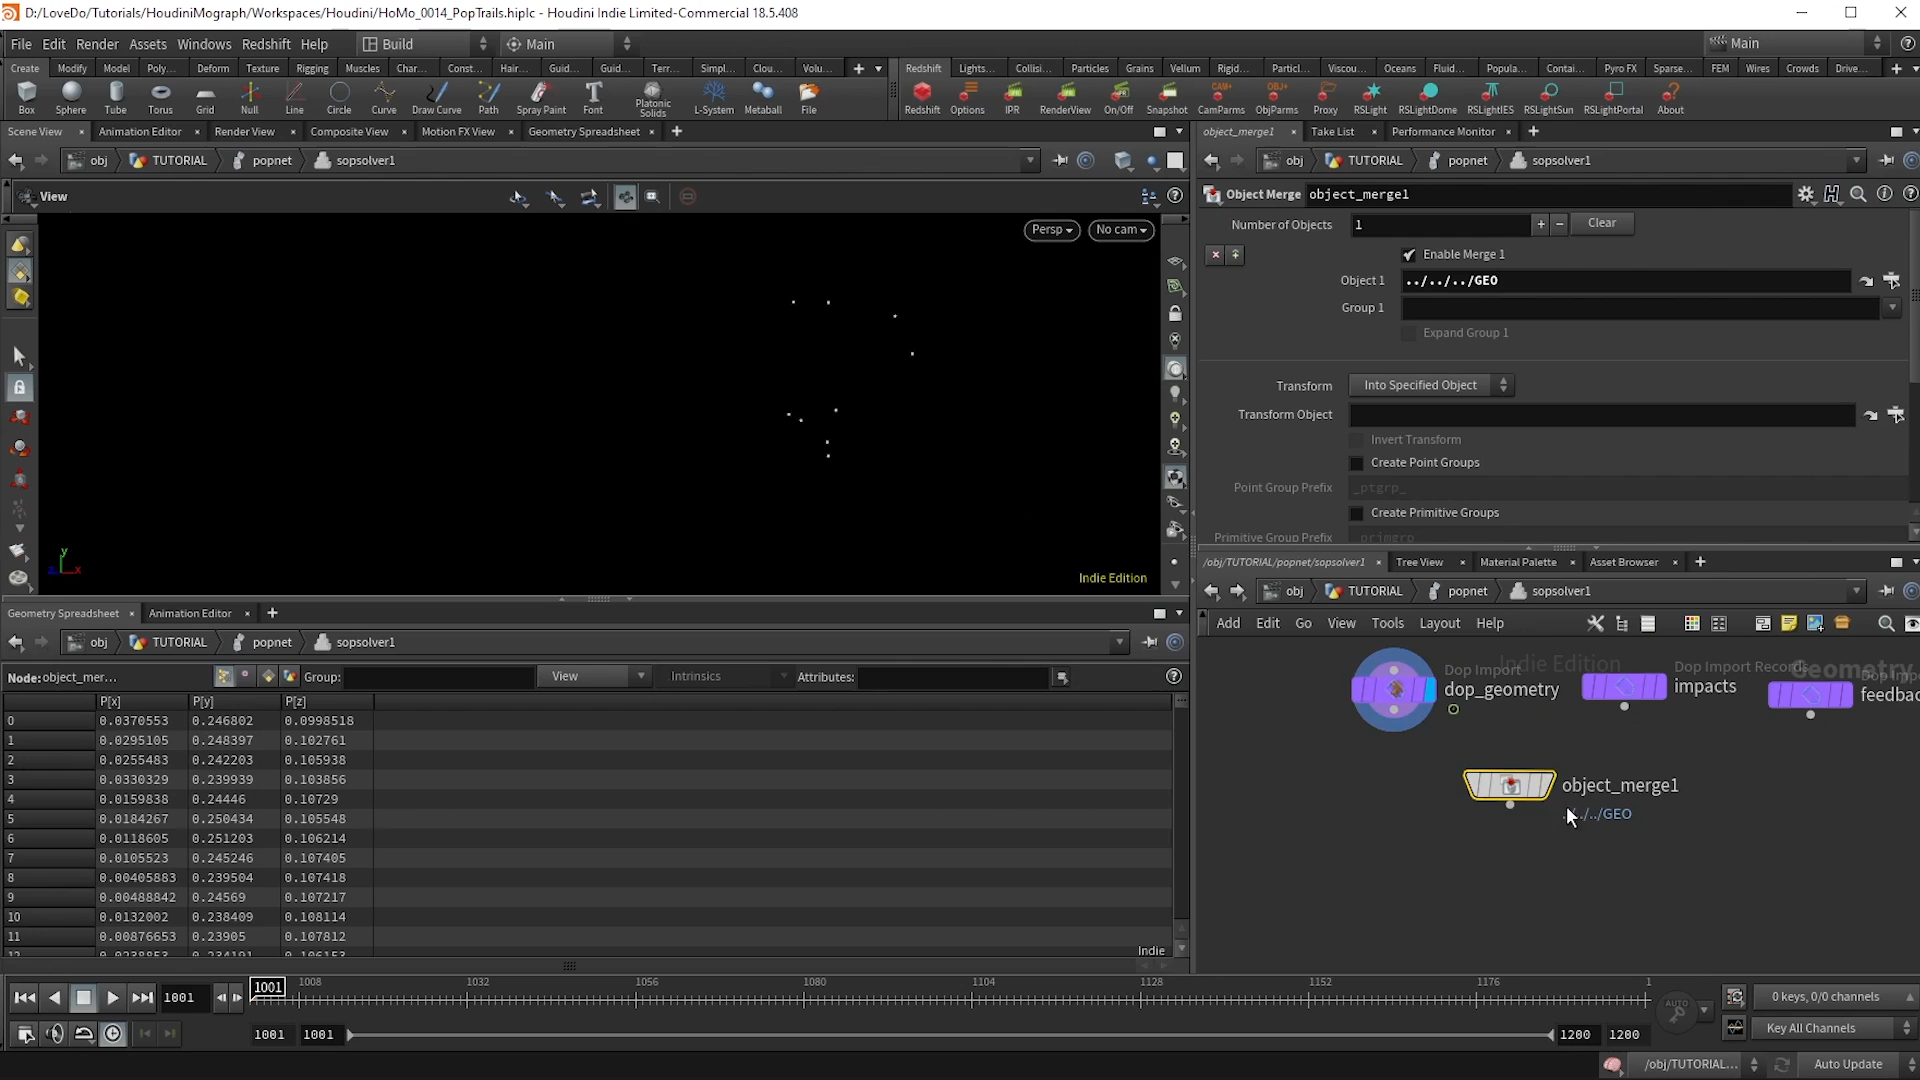 D:/LoveDo/Tutorials/HoudiniMograph/Workspaces/Houdini/HoMo_0014_PopTrails.hiplc - Houdini Indie Limited-Commercial 18.5.408
File Edit Render Assets Windows Redshift Help Build Main Main
Create Modify Model Poly... Deform Texture Rigging Muscles Char... Const... Hair... Guid... Guid... Terr... Simpl... Clou... Volu...
Redshift Lights... Collisi... Particles Grains Vellum Rigid... Particl... Viscou... Oceans Fluid... Popula... Contai... Pyro FX Sparse... FEM Wires Crowds Drive...
Box Sphere Tube Torus Grid Null Line Circle Curve Draw Curve Path Spray Paint Font Platonic Solids L-System Metaball File
Redshift Options IPR RenderView On/Off Snapshot CamParms ObjParms Proxy RSLight RSLightDome RSLightIES RSLightSun RSLightPortal About
Scene View Animation Editor Render View Composite View Motion FX View Geometry Spreadsheet
object_merge1 Take List Performance Monitor
obj TUTORIAL popnet sopsolver1
obj TUTORIAL popnet sopsolver1
View
Persp No cam
Indie Edition
Object Merge object_merge1
Number of Objects 1 Clear
Enable Merge 1
Object 1 ../../../GEO
Group 1
Expand Group 1
Transform Into Specified Object
Transform Object
Invert Transform
Create Point Groups
Point Group Prefix _ptgrp_
Create Primitive Groups
Primitive Group Prefix _primgrp_
/obj/TUTORIAL/popnet/sopsolver1 Tree View Material Palette Asset Browser
obj TUTORIAL popnet sopsolver1
Add Edit Go View Tools Layout Help
Indie Edition
Geometry
Dop Import
dop_geometry
Dop Import Records
impacts
object_merge1
Geometry Spreadsheet Animation Editor
obj TUTORIAL popnet sopsolver1
Node: object_mer... Group: View Intrinsics Attributes:
P[x] P[y] P[z]
0 0.0370553 0.246802 0.0998518
1 0.0295105 0.248397 0.102761
2 0.0255483 0.242203 0.105938
3 0.0330329 0.239939 0.103856
4 0.0159838 0.24446 0.10729
5 0.0184267 0.250434 0.105548
6 0.0118605 0.251203 0.106214
7 0.0105523 0.245246 0.107405
8 0.00405883 0.239504 0.107418
9 0.00488842 0.24569 0.107217
10 0.0132002 0.238409 0.108114
11 0.00876653 0.23905 0.107812
Indie
1001 1001 1008 1032 1056 1080 1104 1128 1152 1176 1
AUTO
0 keys, 0/0 channels
1001 1001 1200 1200
Key All Channels
/obj/TUTORIAL... Auto Update